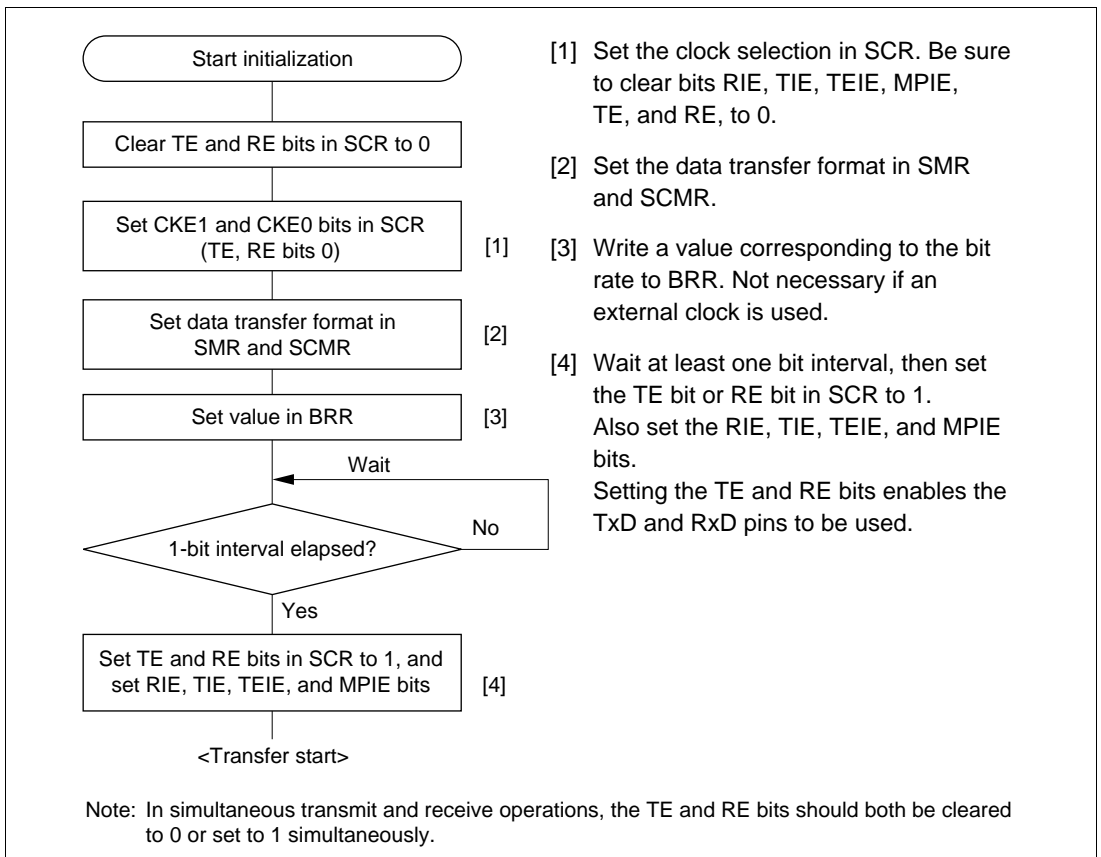 Start initialization
Clear TE and RE bits in SCR to 0
Set CKE1 and CKE0 bits in SCR
(TE, RE bits 0)
[1]
Set data transfer format in
SMR and SCMR
[2]
Set value in BRR
[3]
Wait
1-bit interval elapsed?
No
Yes
Set TE and RE bits in SCR to 1, and
set RIE, TIE, TEIE, and MPIE bits
[4]
<Transfer start>
[1] Set the clock selection in SCR. Be sure
to clear bits RIE, TIE, TEIE, MPIE,
TE, and RE, to 0.
[2] Set the data transfer format in SMR
and SCMR.
[3] Write a value corresponding to the bit
rate to BRR. Not necessary if an
external clock is used.
[4] Wait at least one bit interval, then set
the TE bit or RE bit in SCR to 1.
Also set the RIE, TIE, TEIE, and MPIE
bits.
Setting the TE and RE bits enables the
TxD and RxD pins to be used.
Note: In simultaneous transmit and receive operations, the TE and RE bits should both be cleared
to 0 or set to 1 simultaneously.